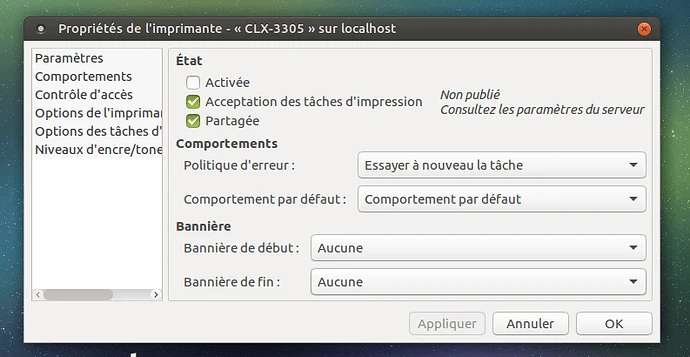 Propriétés de l'imprimante - « CLX-3305 » sur localhost
Paramètres
Comportements
Contrôle d'accès
Options de l'imprimar
Options des tâches d'
Niveaux d'encre/tone
État
Activée
Acceptation des tâches d'impression
Partagée
Non publié
Consultez les paramètres du serveur
Comportements
Politique d'erreur :
Essayer à nouveau la tâche
Comportement par défaut :
Comportement par défaut
Bannière
Bannière de début :
Aucune
Bannière de fin :
Aucune
Appliquer
Annuler
OK